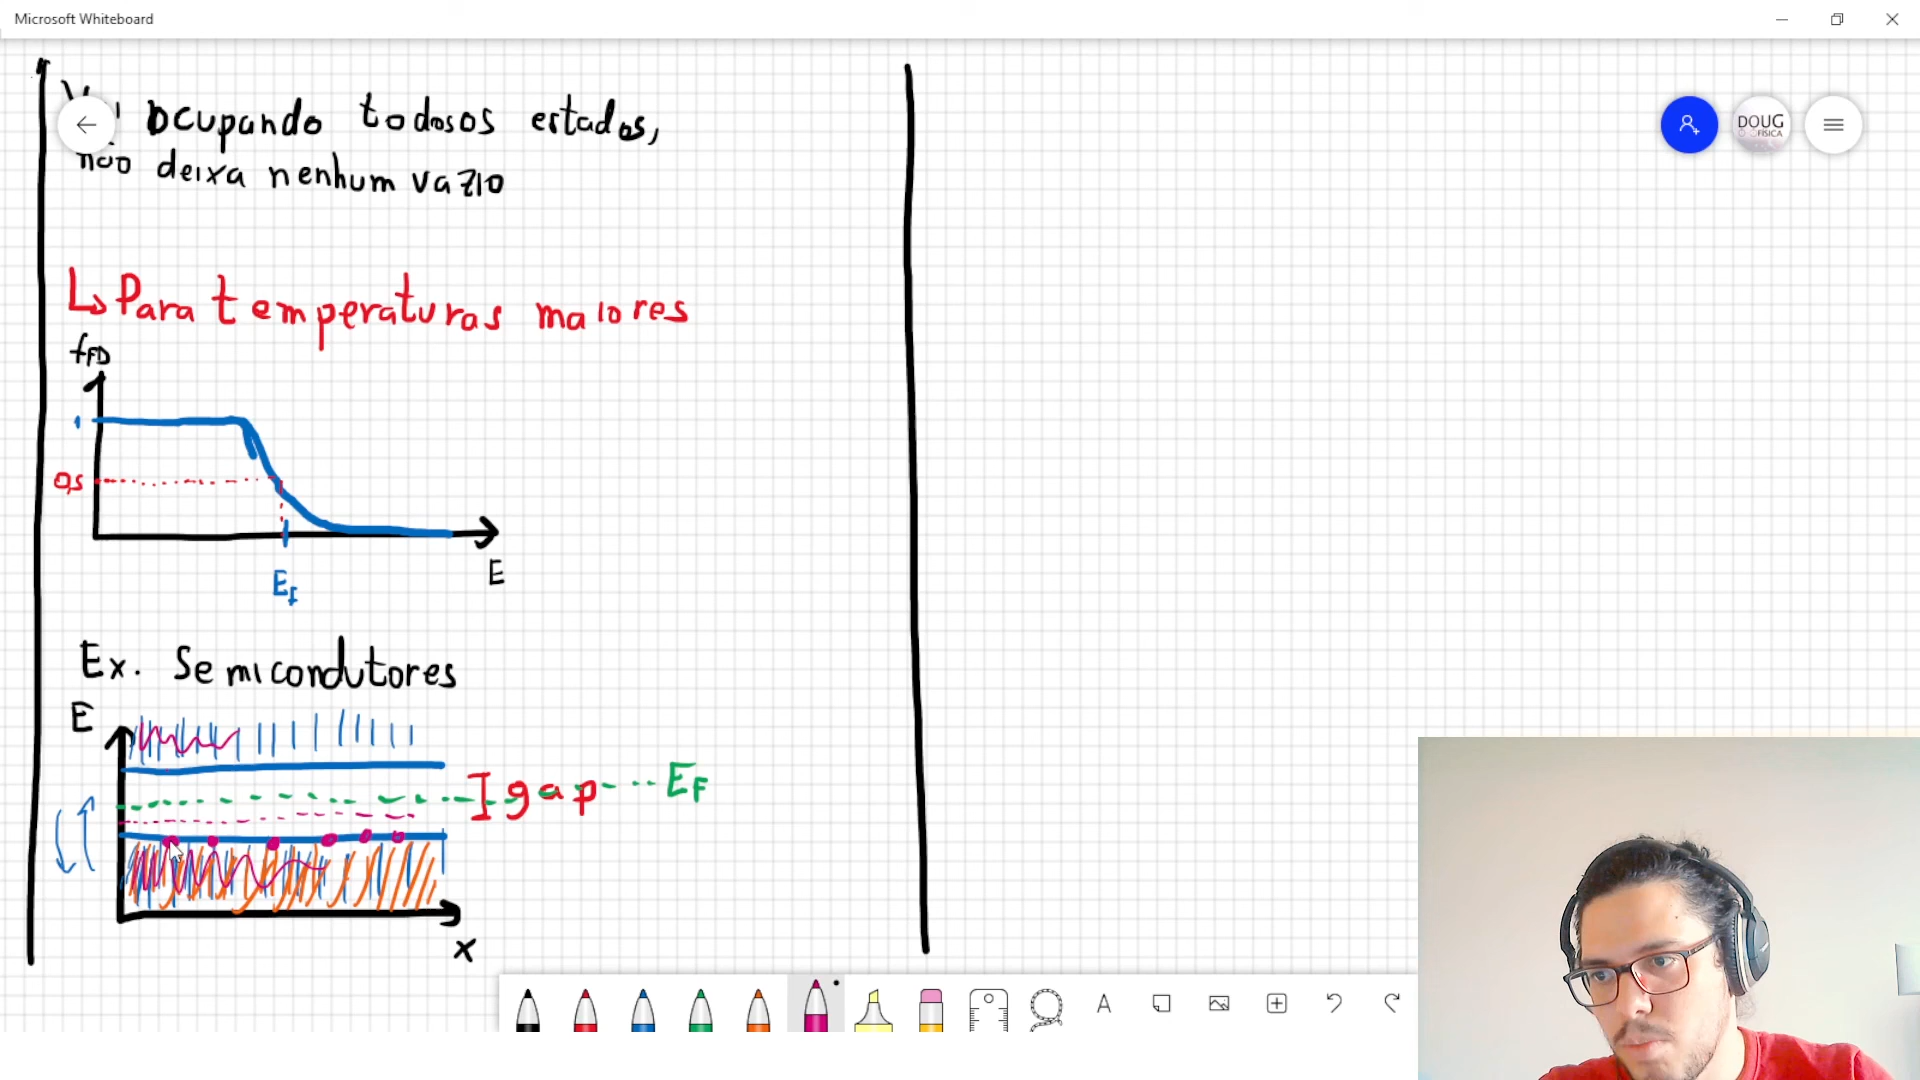 Microsoft Whiteboard
ocupando todos os estados,
não deixa nenhum vazio
DOUG
FÍSICA
↳ Para temperaturas maiores
fFD
1
0,5
EF
E
Ex. Semicondutores
E
gap
EF
x
A